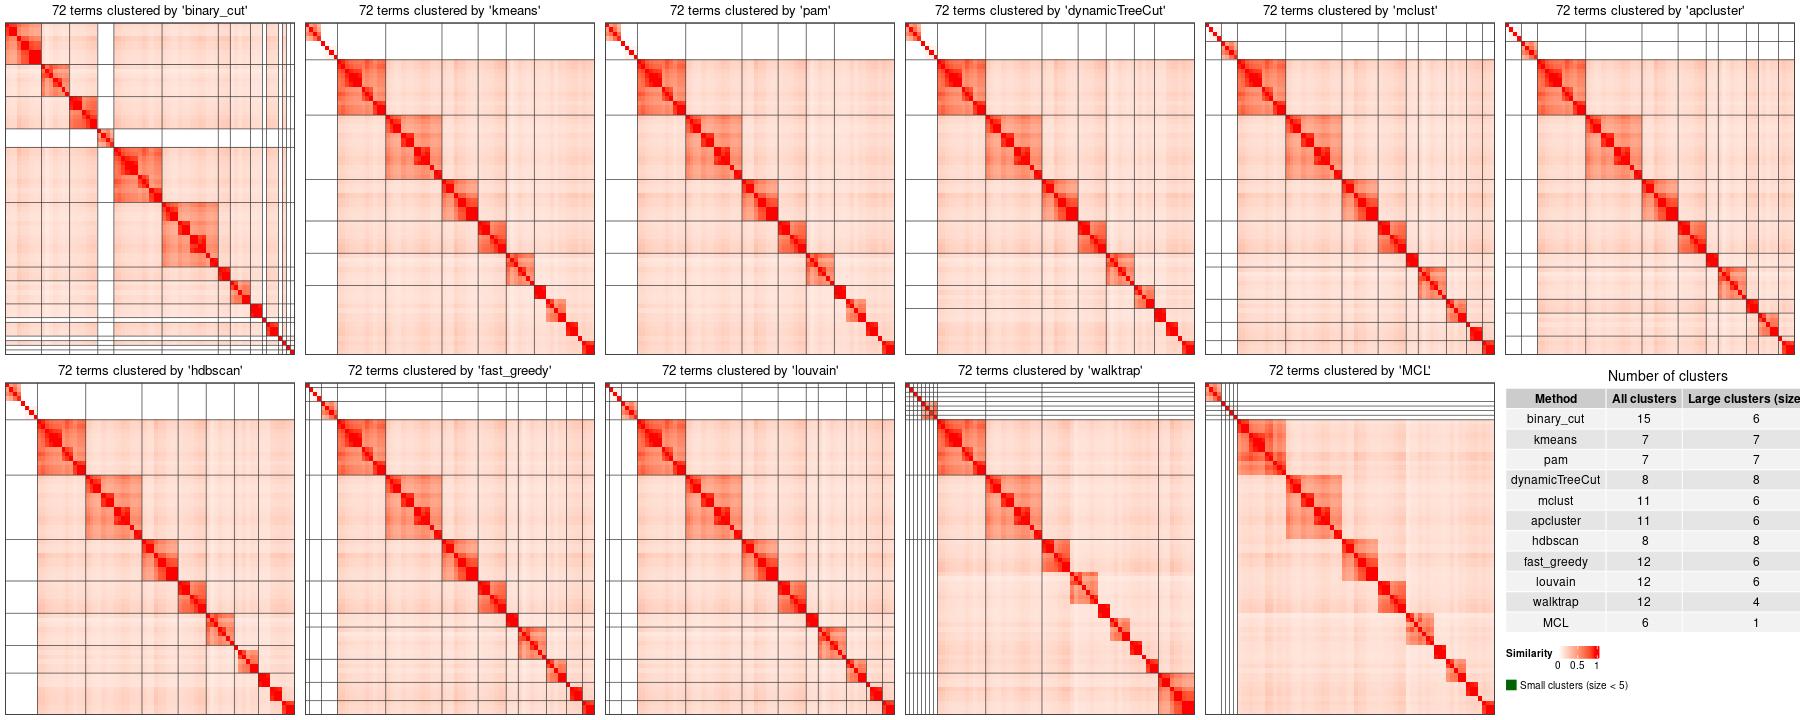 72 terms clustered by 'binary_cut'
72 terms clustered by 'kmeans'
72 terms clustered by 'pam'
72 terms clustered by 'dynamicTreeCut'
72 terms clustered by 'mclust'
72 terms clustered by 'apcluster'
72 terms clustered by 'hdbscan'
72 terms clustered by 'fast_greedy'
72 terms clustered by 'louvain'
72 terms clustered by 'walktrap'
72 terms clustered by 'MCL'
Number of clusters
Method All clusters Large clusters (size
binary_cut 15 6
kmeans 7 7
pam 7 7
dynamicTreeCut 8 8
mclust 11 6
apcluster 11 6
hdbscan 8 8
fast_greedy 12 6
louvain 12 6
walktrap 12 4
MCL 6 1
Similarity
0 0.5 1
Small clusters (size < 5)